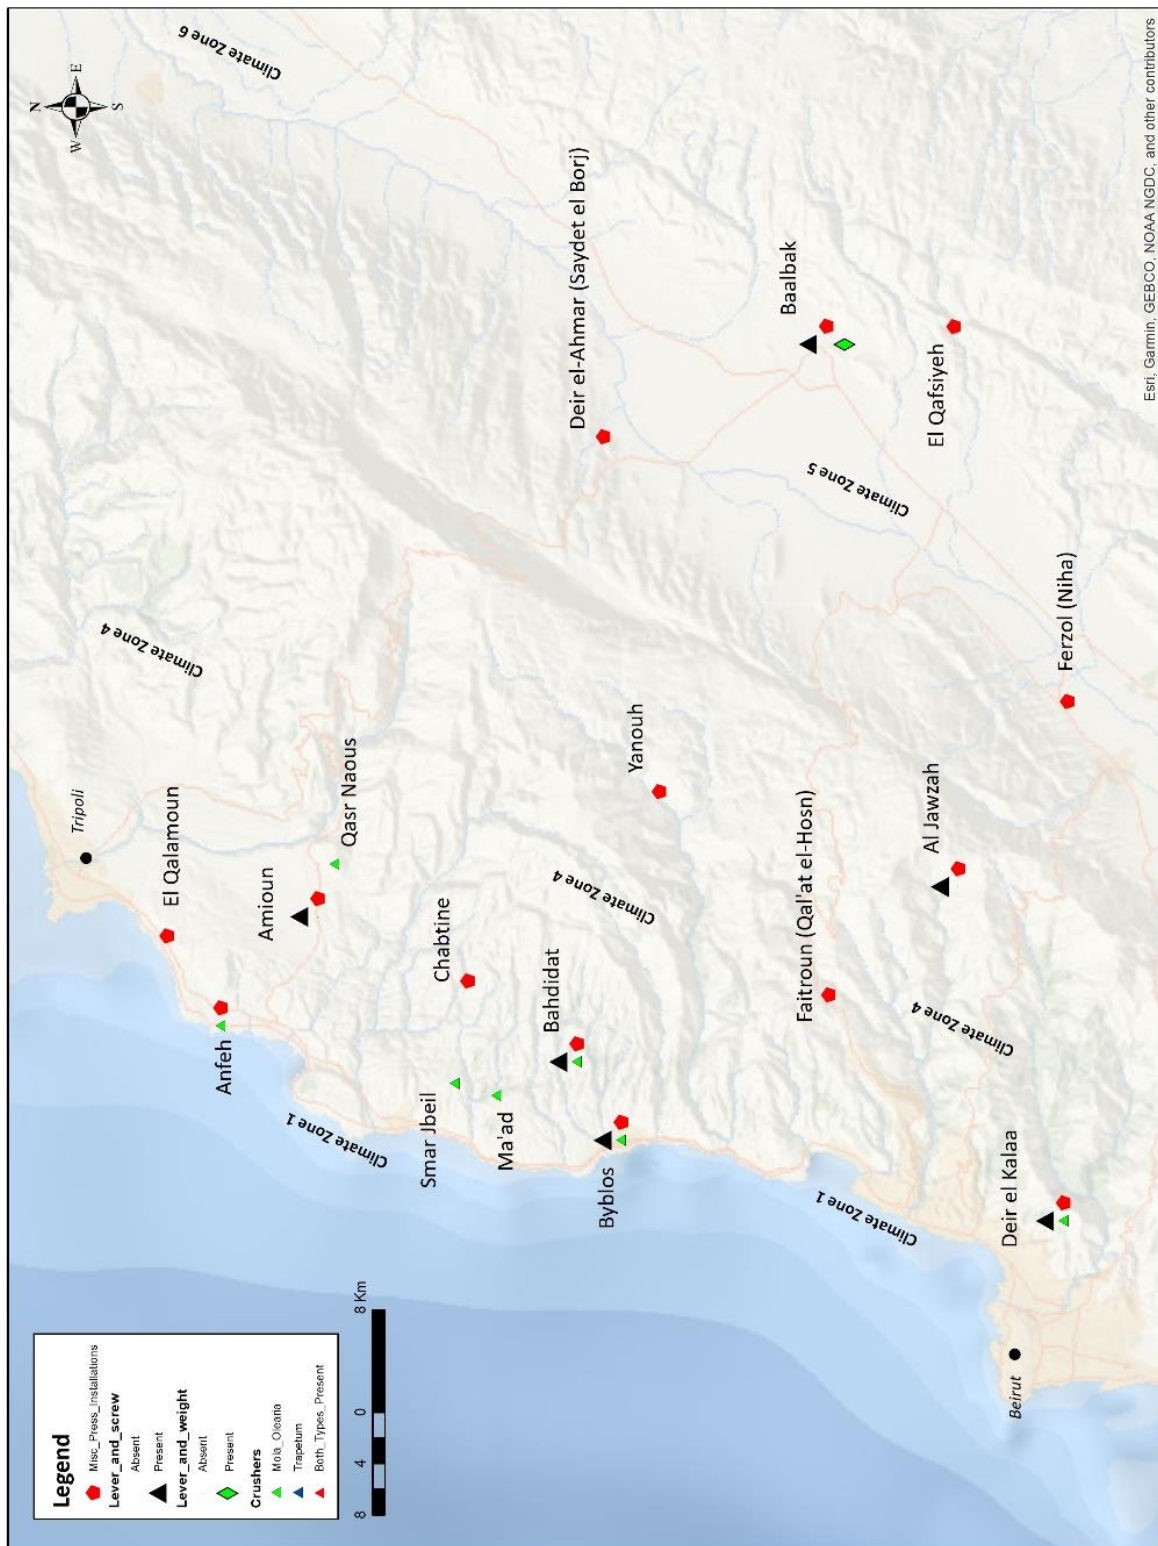 Legend
Misc_Press_Installations
Lever_and_screw
Absent
Present
Lever_and_weight
Absent
Present
Crushers
Mola_Olearia
Trapetum
Both_Types_Present
8 4 0 8 Km
N
W E
S
Tripoli
El Qalamoun
Anfeh
Amioun
Qasr Naous
Climate Zone 4
Climate Zone 6
Climate Zone 1
Smar Jbeil
Chabtine
Ma'ad
Bahdidat
Byblos
Yanouh
Climate Zone 4
Deir el-Ahmar (Saydet el Borj)
Baalbak
Climate Zone 5
El Qafsiyeh
Faitroun (Qal'at el-Hosn)
Climate Zone 1
Al Jawzah
Climate Zone 4
Ferzol (Niha)
Deir el Kalaa
Beirut
Esri, Garmin, GEBCO, NOAA NGDC, and other contributors